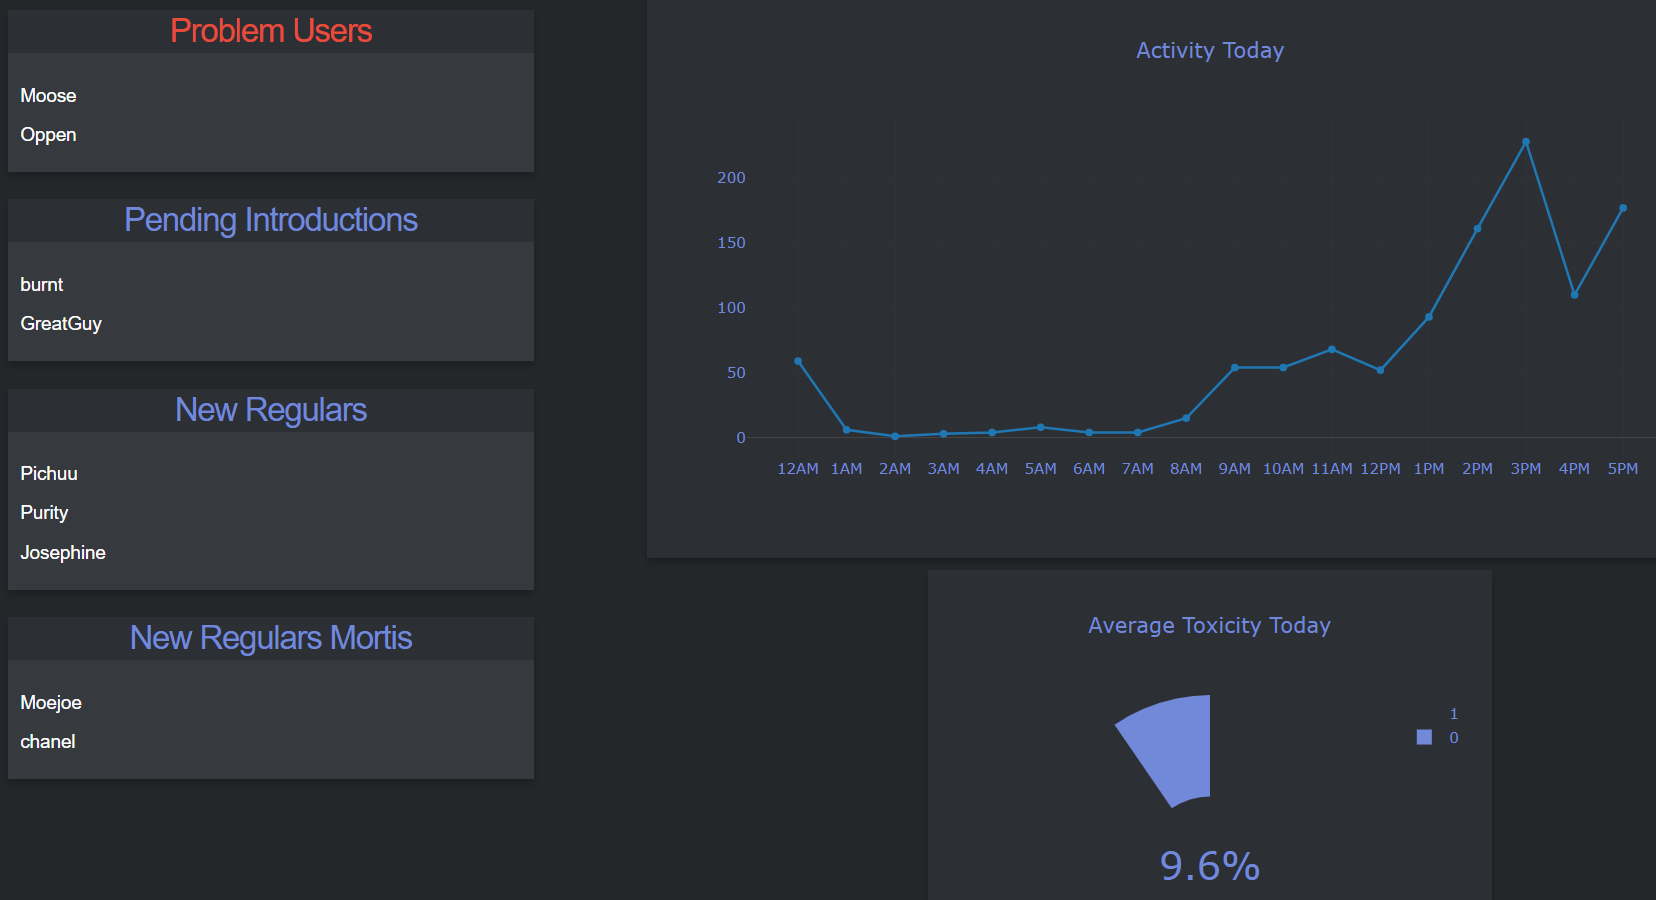 Problem Users
Moose
Oppen
Pending Introductions
burnt
GreatGuy
New Regulars
Pichuu
Purity
Josephine
New Regulars Mortis
Moejoe
chanel
Activity Today
200
150
100
50
0
12AM 1AM 2AM 3AM 4AM 5AM 6AM 7AM 8AM 9AM 10AM 11AM 12PM 1PM 2PM 3PM 4PM 5PM
Average Toxicity Today
1
0
9.6%